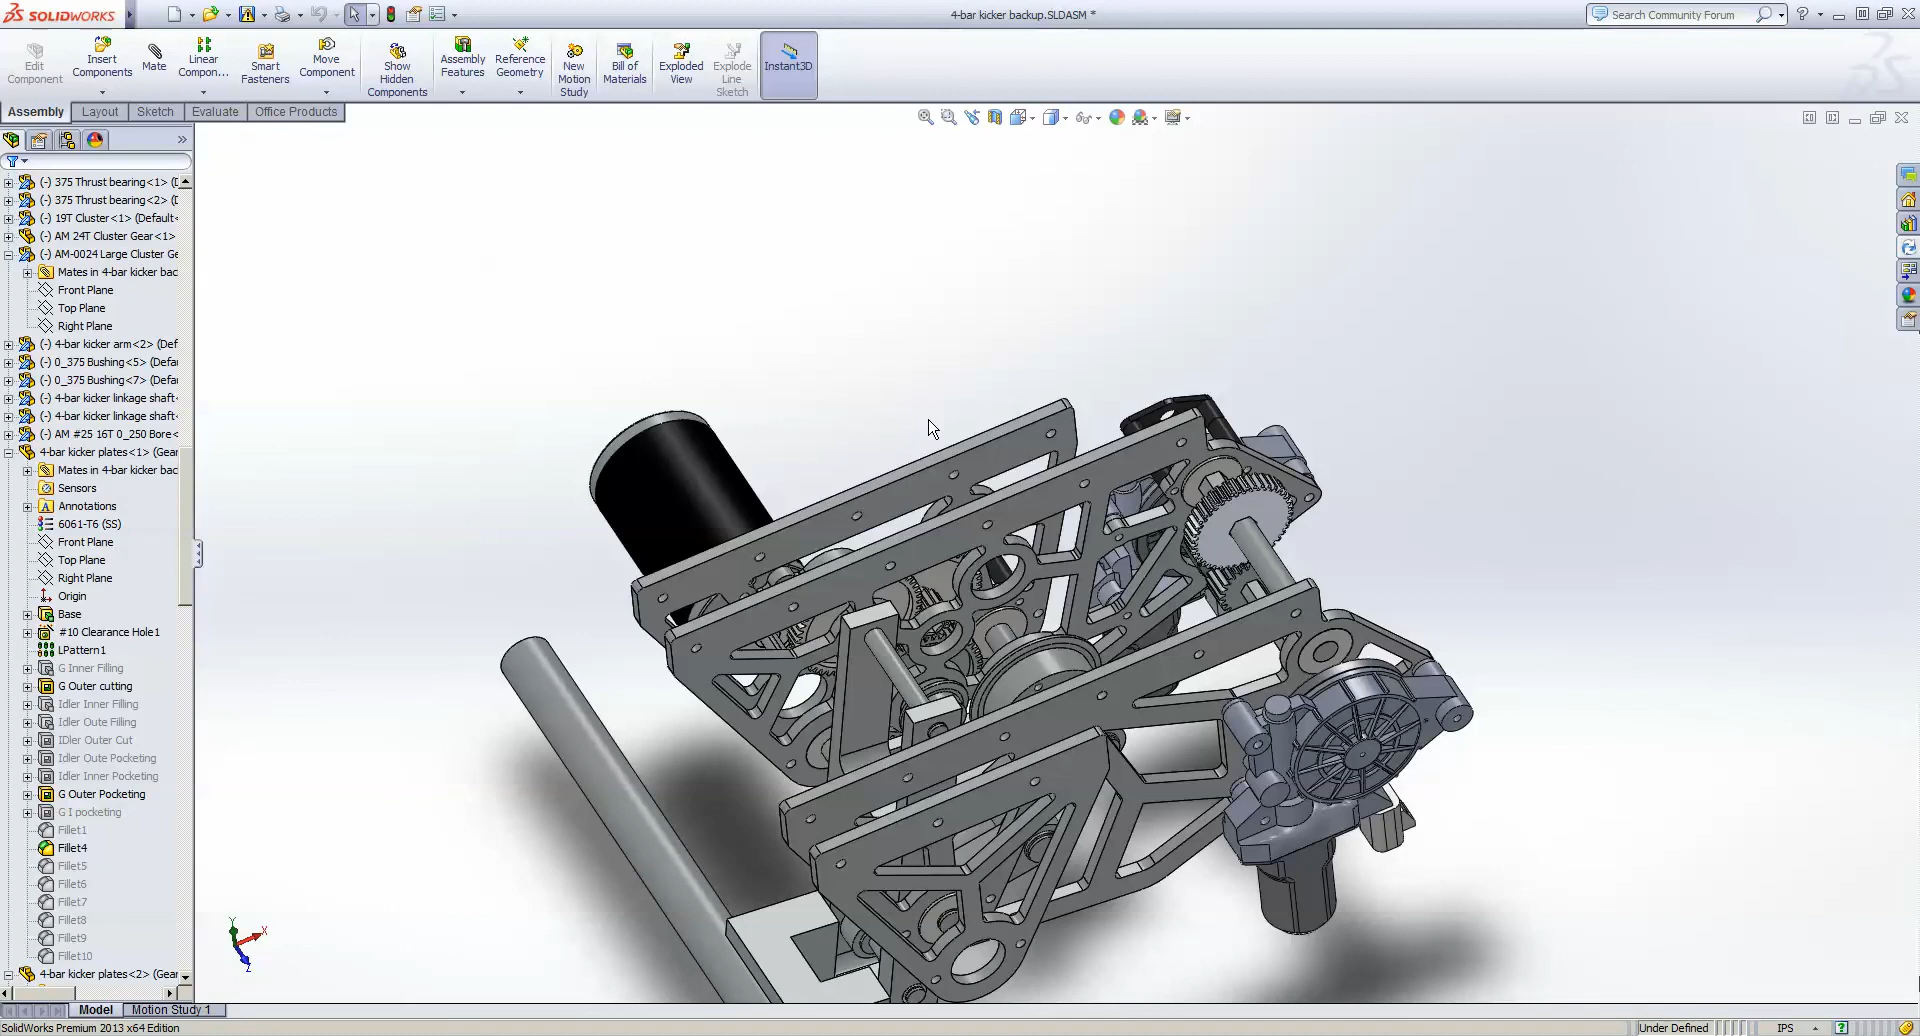 SOLIDWORKS
4-bar kicker backup.SLDASM *
Search Community Forum
Edit Component
Insert Components
Mate
Linear Compon...
Smart Fasteners
Move Component
Show Hidden Components
Assembly Features
Reference Geometry
New Motion Study
Bill of Materials
Exploded View
Explode Line Sketch
Instant3D
Assembly Layout Sketch Evaluate Office Products
(-) 375 Thrust bearing<1> (D
(-) 375 Thrust bearing<2> (D
(-) 19T Cluster<1> (Default<
(-) AM 24T Cluster Gear<1>
(-) AM-0024 Large Cluster Ge
Mates in 4-bar kicker bac
Front Plane
Top Plane
Right Plane
(-) 4-bar kicker arm<2> (Def
(-) 0_375 Bushing<5> (Defau
(-) 0_375 Bushing<7> (Defau
(-) 4-bar kicker linkage shaft<
(-) 4-bar kicker linkage shaft<
(-) AM #25 16T 0_250 Bore<
4-bar kicker plates<1> (Gear
Mates in 4-bar kicker bac
Sensors
Annotations
6061-T6 (SS)
Front Plane
Top Plane
Right Plane
Origin
Base
#10 Clearance Hole1
LPattern1
G Inner Filling
G Outer cutting
Idler Inner Filling
Idler Oute Filling
IDler Outer Cut
Idler Oute Pocketing
Idler Inner Pocketing
G Outer Pocketing
G I pocketing
Fillet1
Fillet4
Fillet5
Fillet6
Fillet7
Fillet8
Fillet9
Fillet10
4-bar kicker plates<2> (Gear
Y
X
Z
Model Motion Study 1
SolidWorks Premium 2013 x64 Edition
Under Defined
IPS